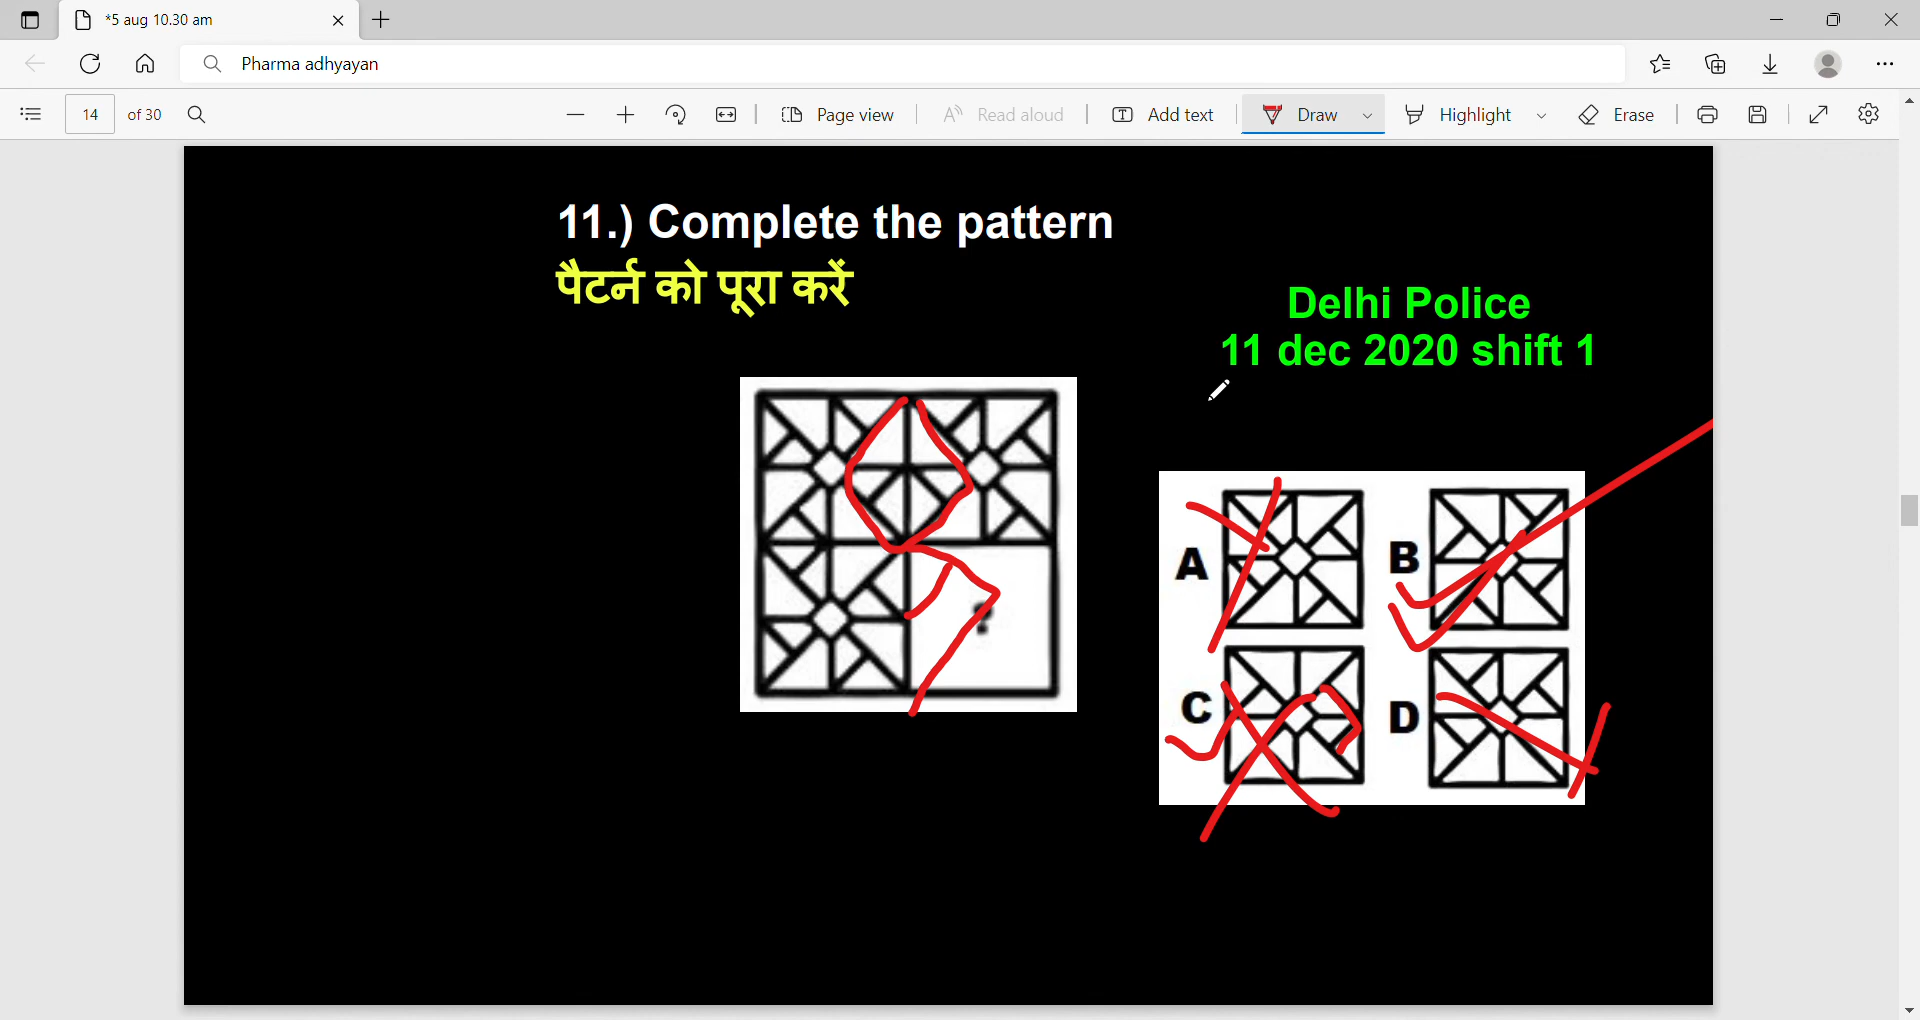 *5 aug 10.30 am
Pharma adhyayan
14 of 30
Page view
Read aloud
Add text
Draw
Highlight
Erase
11.) Complete the pattern
पैटर्न को पूरा करें
Delhi Police
11 dec 2020 shift 1
?
A
B
C
D